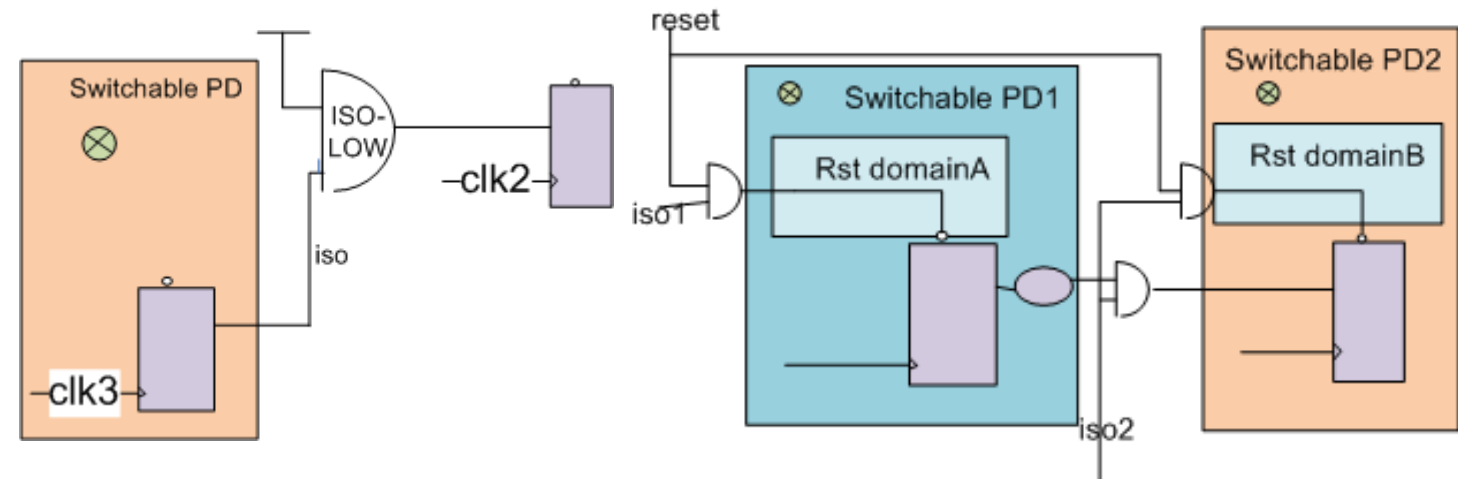 Switchable PD
ISO-
LOW
clk2
iso
clk3
reset
Switchable PD1
Rst domainA
iso1
iso2
Switchable PD2
Rst domainB